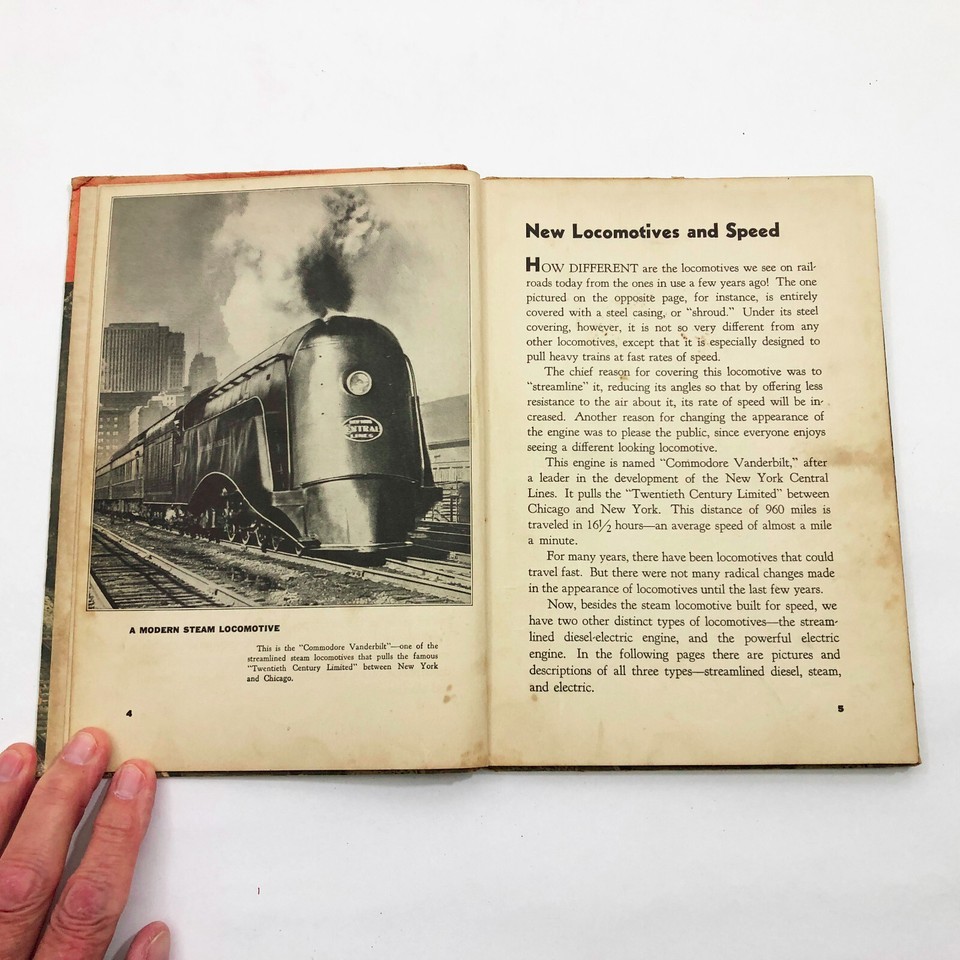 NEW YORK
CENTRAL
LINES
A MODERN STEAM LOCOMOTIVE
This is the "Commodore Vanderbilt"—one of the
streamlined steam locomotives that pulls the famous
"Twentieth Century Limited" between New York
and Chicago.
4
New Locomotives and Speed
HOW DIFFERENT are the locomotives we see on rail-
roads today from the ones in use a few years ago! The one
pictured on the opposite page, for instance, is entirely
covered with a steel casing, or "shroud." Under its steel
covering, however, it is not so very different from any
other locomotives, except that it is especially designed to
pull heavy trains at fast rates of speed.
The chief reason for covering this locomotive was to
"streamline" it, reducing its angles so that by offering less
resistance to the air about it, its rate of speed will be in-
creased. Another reason for changing the appearance of
the engine was to please the public, since everyone enjoys
seeing a different looking locomotive.
This engine is named "Commodore Vanderbilt," after
a leader in the development of the New York Central
Lines. It pulls the "Twentieth Century Limited" between
Chicago and New York. This distance of 960 miles is
traveled in 16½ hours—an average speed of almost a mile
a minute.
For many years, there have been locomotives that could
travel fast. But there were not many radical changes made
in the appearance of locomotives until the last few years.
Now, besides the steam locomotive built for speed, we
have two other distinct types of locomotives—the stream-
lined diesel-electric engine, and the powerful electric
engine. In the following pages there are pictures and
descriptions of all three types—streamlined diesel, steam,
and electric.
5